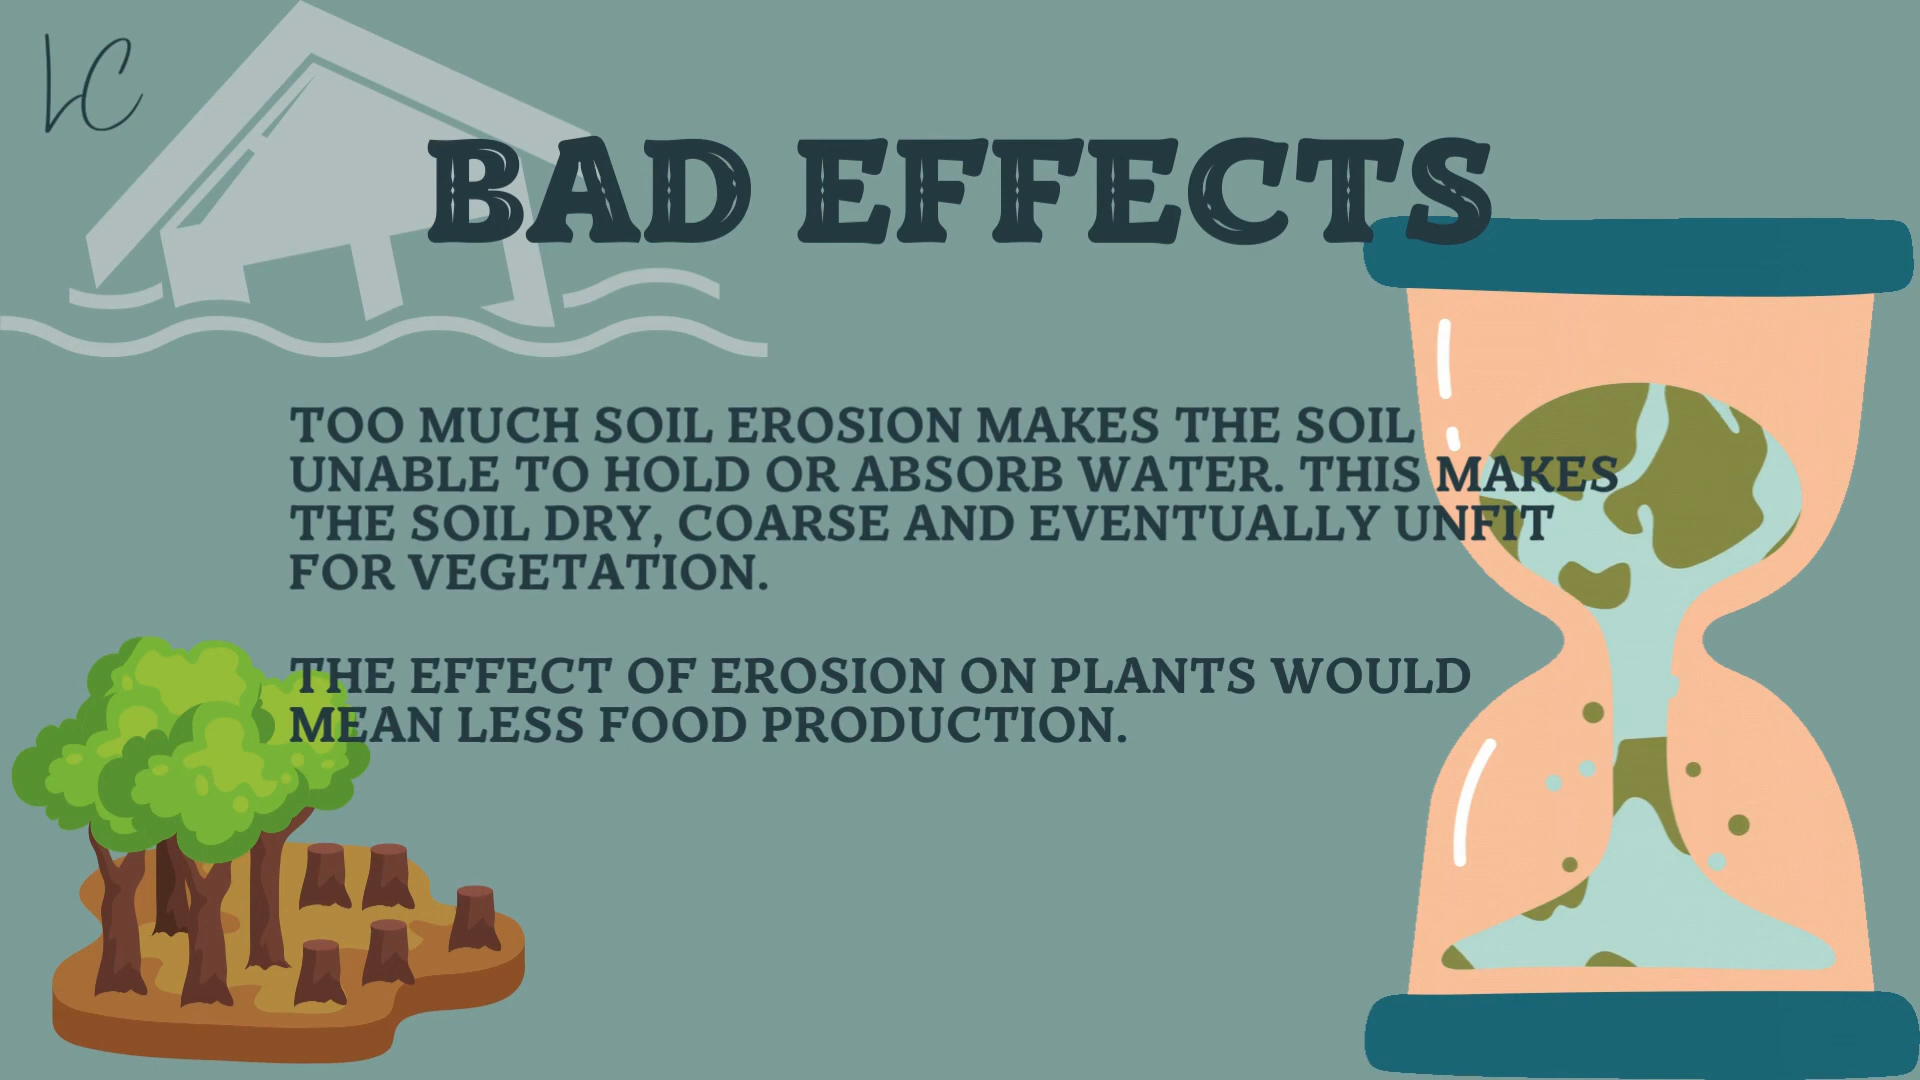 LC
BAD EFFECTS
TOO MUCH SOIL EROSION MAKES THE SOIL
UNABLE TO HOLD OR ABSORB WATER. THIS MAKES
THE SOIL DRY, COARSE AND EVENTUALLY UNFIT
FOR VEGETATION.
THE EFFECT OF EROSION ON PLANTS WOULD
MEAN LESS FOOD PRODUCTION.